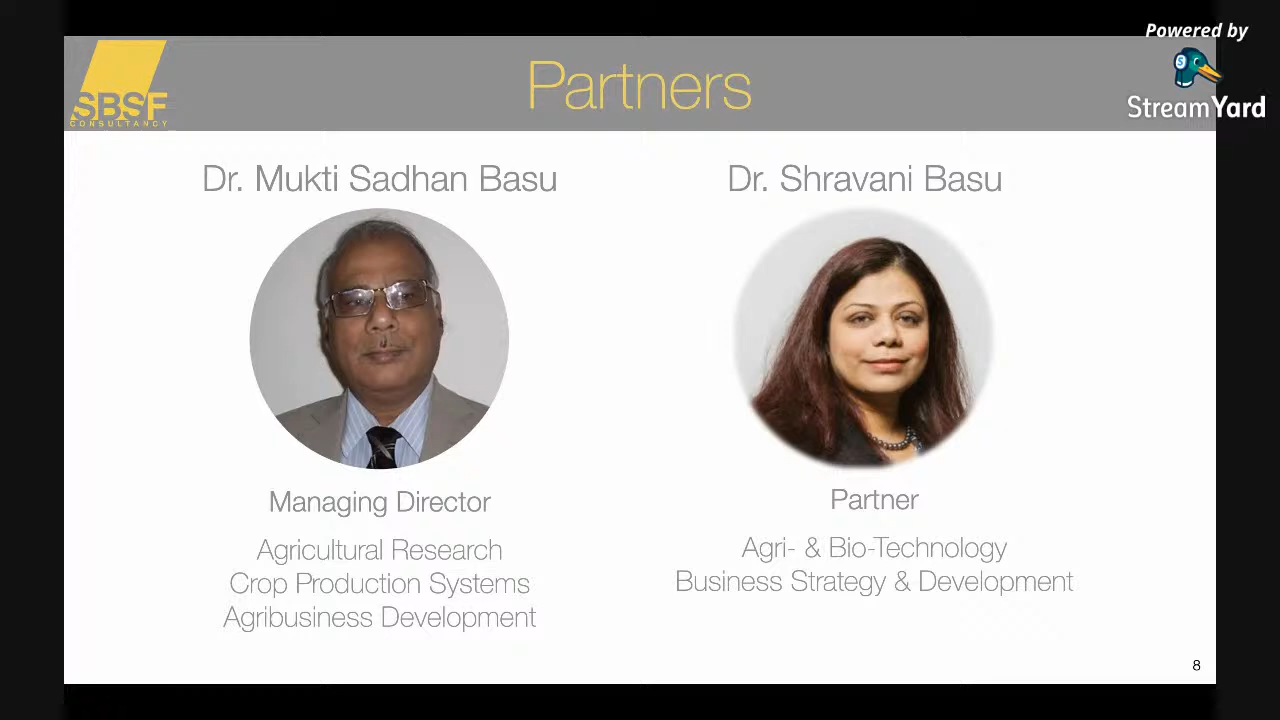 Powered by
StreamYard
SBSF
CONSULTANCY
Partners
Dr. Mukti Sadhan Basu
Managing Director
Agricultural Research
Crop Production Systems
Agribusiness Development
Dr. Shravani Basu
Partner
Agri- & Bio-Technology
Business Strategy & Development
8